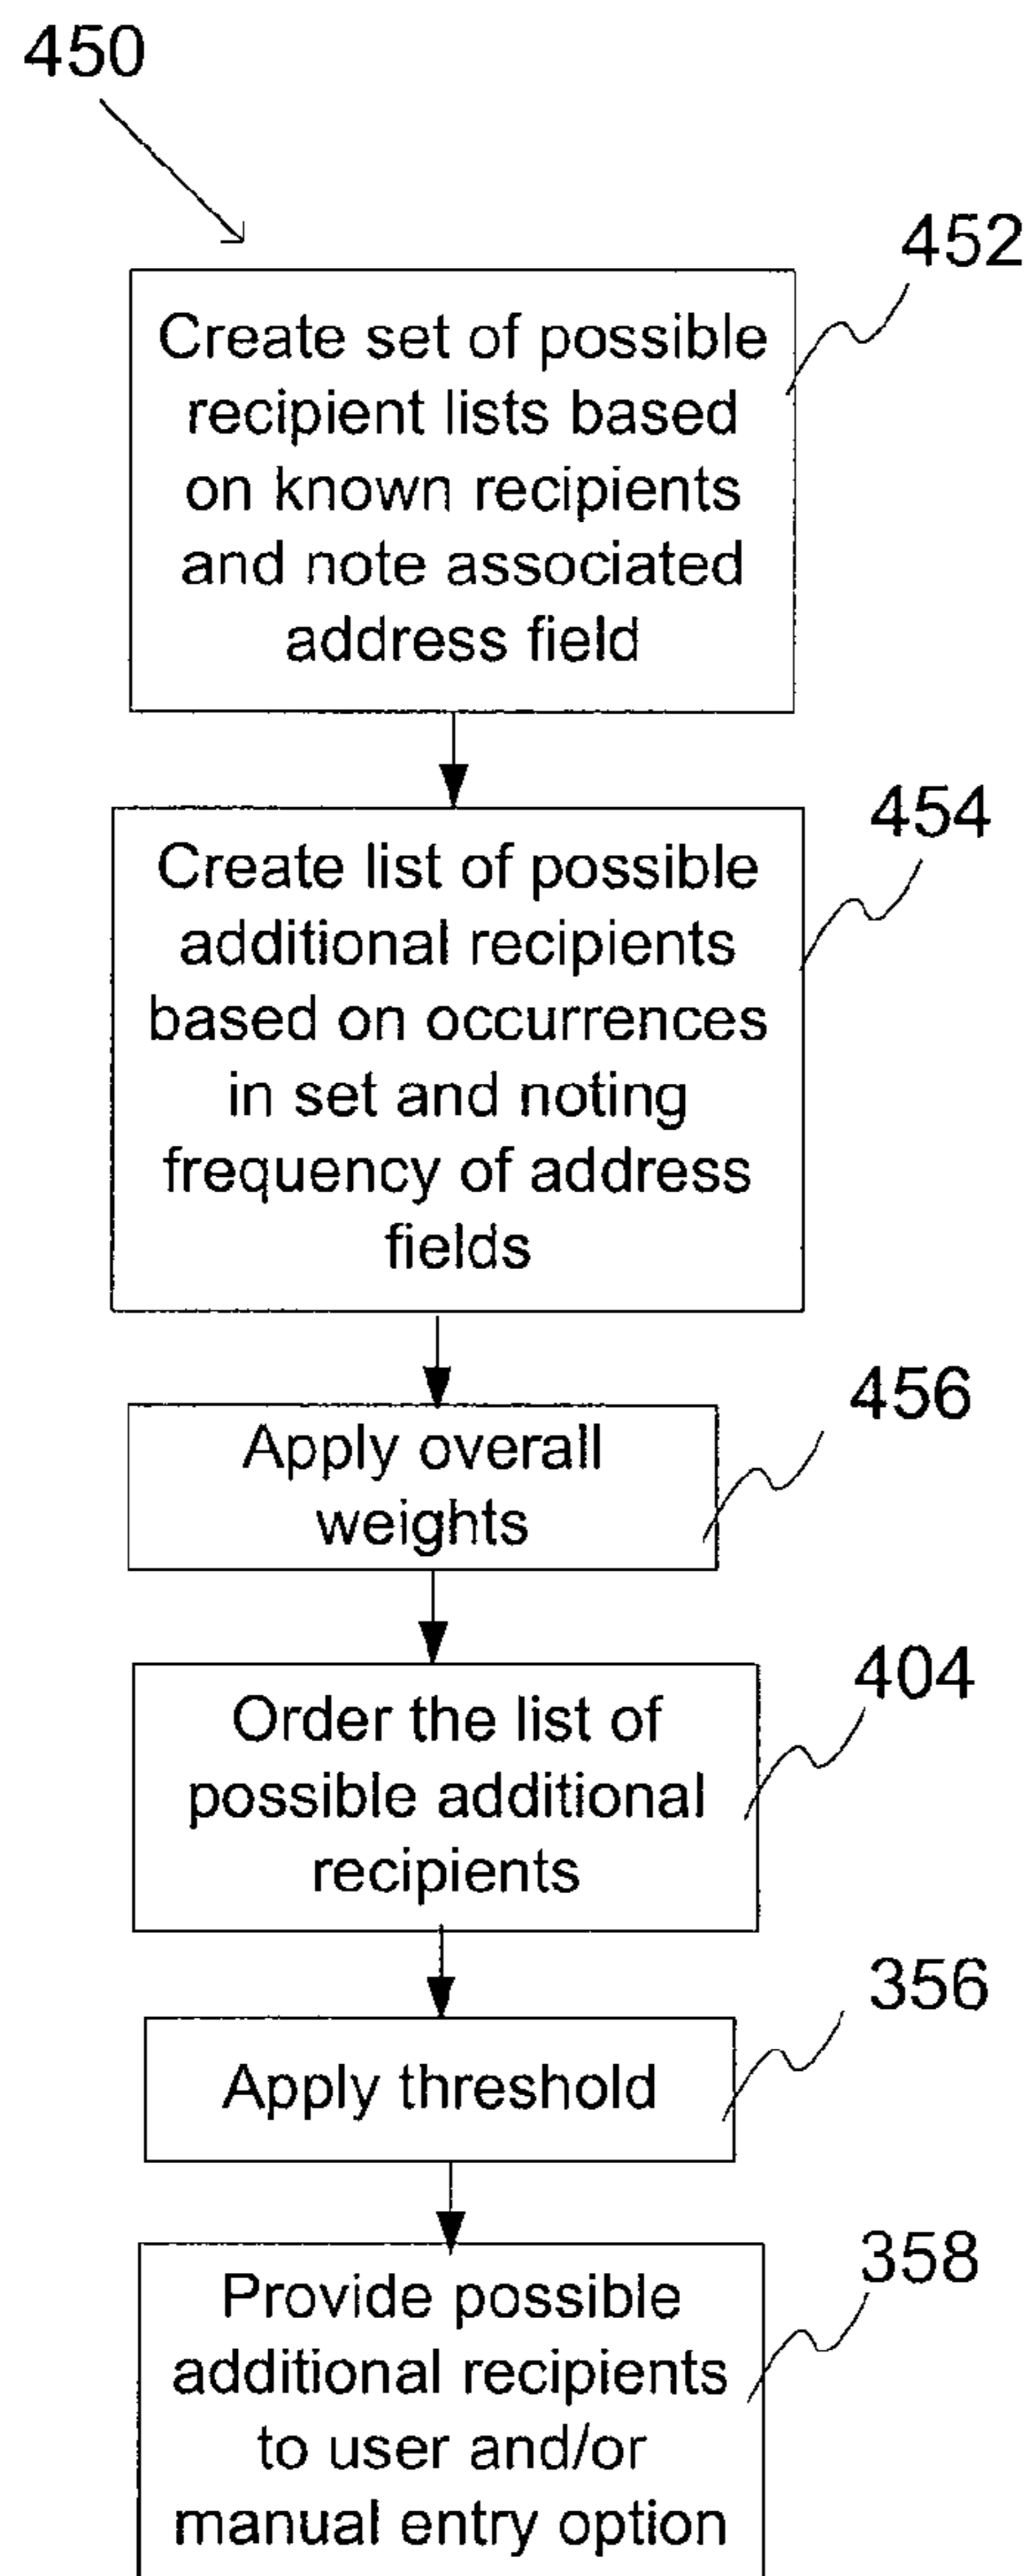 450
452
Create set of possible
recipient lists based
on known recipients
and note associated
address field
454
Create list of possible
additional recipients
based on occurrences
in set and noting
frequency of address
fields
456
Apply overall
weights
404
Order the list of
possible additional
recipients
356
Apply threshold
358
Provide possible
additional recipients
to user and/or
manual entry option